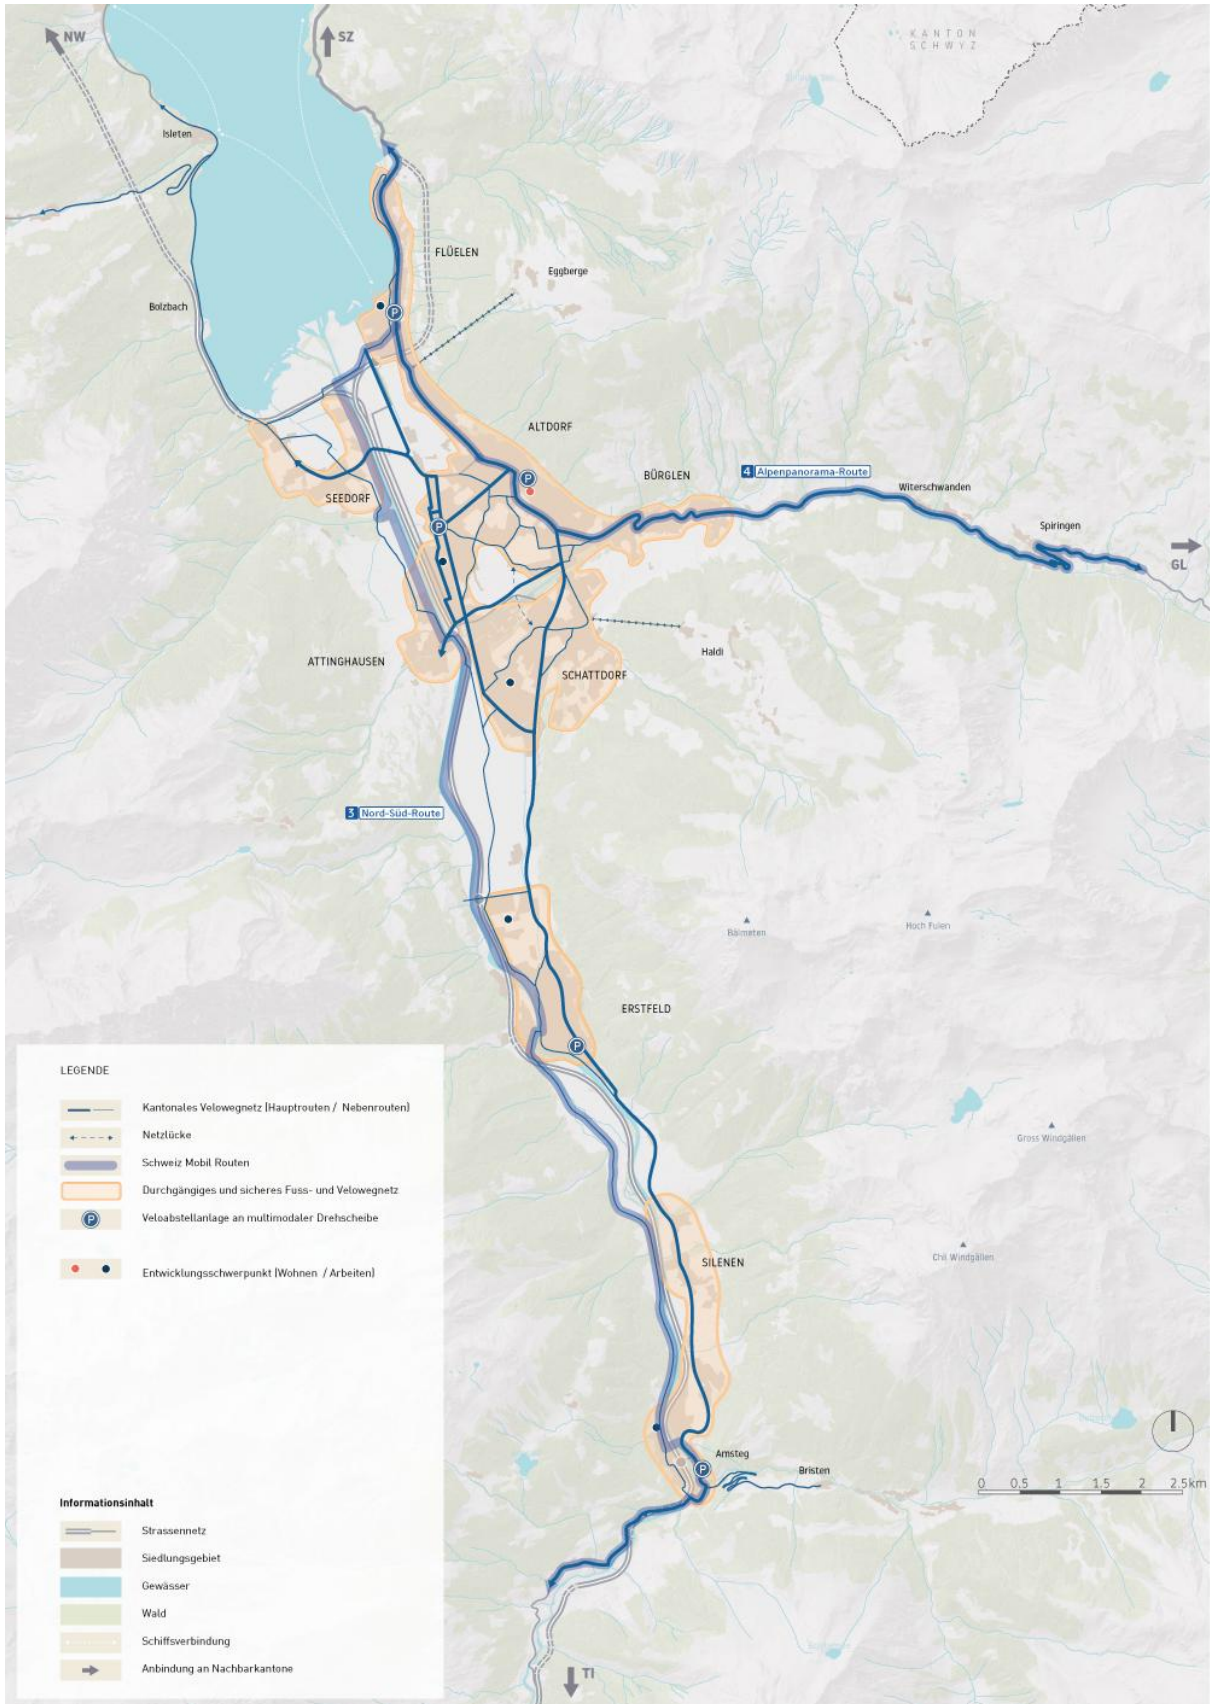 NW
SZ
KANTON
SCHWYZ
Isleten
FLÜELEN
Eggberge
Bolzbach
P
ALTDORF
BÜRGLEN
4 Alpenpanorama-Route
P
Witerschwanden
SEEDORF
P
Spiringen
GL
ATTINGHAUSEN
Haldi
SCHATTDORF
3 Nord-Süd-Route
Bälmeten
Hoch Fulen
ERSTFELD
P
Gross Windgällen
SILENEN
Chli Windgällen
Amsteg
P
Bristen
0 0.5 1 1.5 2 2.5km
TI
LEGENDE
Kantonales Velowegnetz (Hauptrouten / Nebenrouten)
Netzlücke
Schweiz Mobil Routen
Durchgängiges und sicheres Fuss- und Velowegnetz
P Veloabstellanlage an multimodaler Drehscheibe
Entwicklungsschwerpunkt (Wohnen / Arbeiten)
Informationsinhalt
Strassennetz
Siedlungsgebiet
Gewässer
Wald
Schiffsverbindung
Anbindung an Nachbarkantone